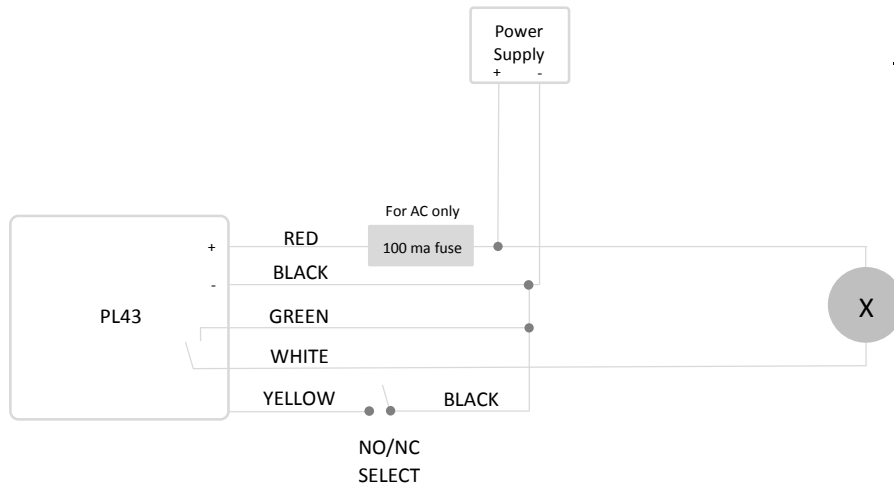 Power
Supply
+ -
For AC only
+
RED
100 ma fuse
BLACK
-
PL43
GREEN
X
WHITE
YELLOW
BLACK
NO/NC
SELECT